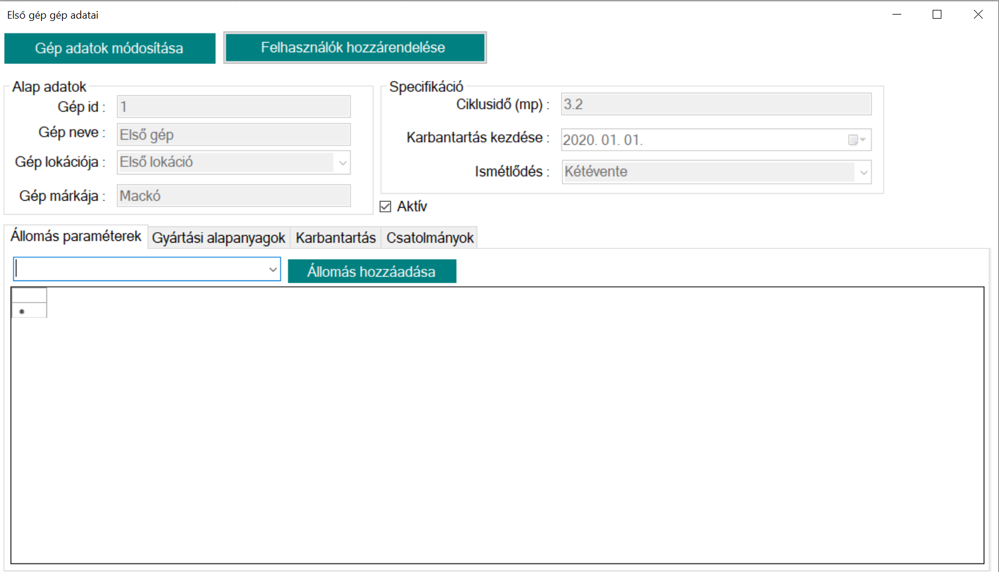 Első gép gép adatai
Gép adatok módosítása
Felhasználók hozzárendelése
Alap adatok
Gép id : 1
Gép neve : Első gép
Gép lokációja : Első lokáció
Gép márkája : Mackó
Specifikáció
Ciklusidő (mp) : 3.2
Karbantartás kezdése : 2020. 01. 01.
Ismétlődés : Kétévente
Aktív
Állomás paraméterek Gyártási alapanyagok Karbantartás Csatolmányok
Állomás hozzáadása